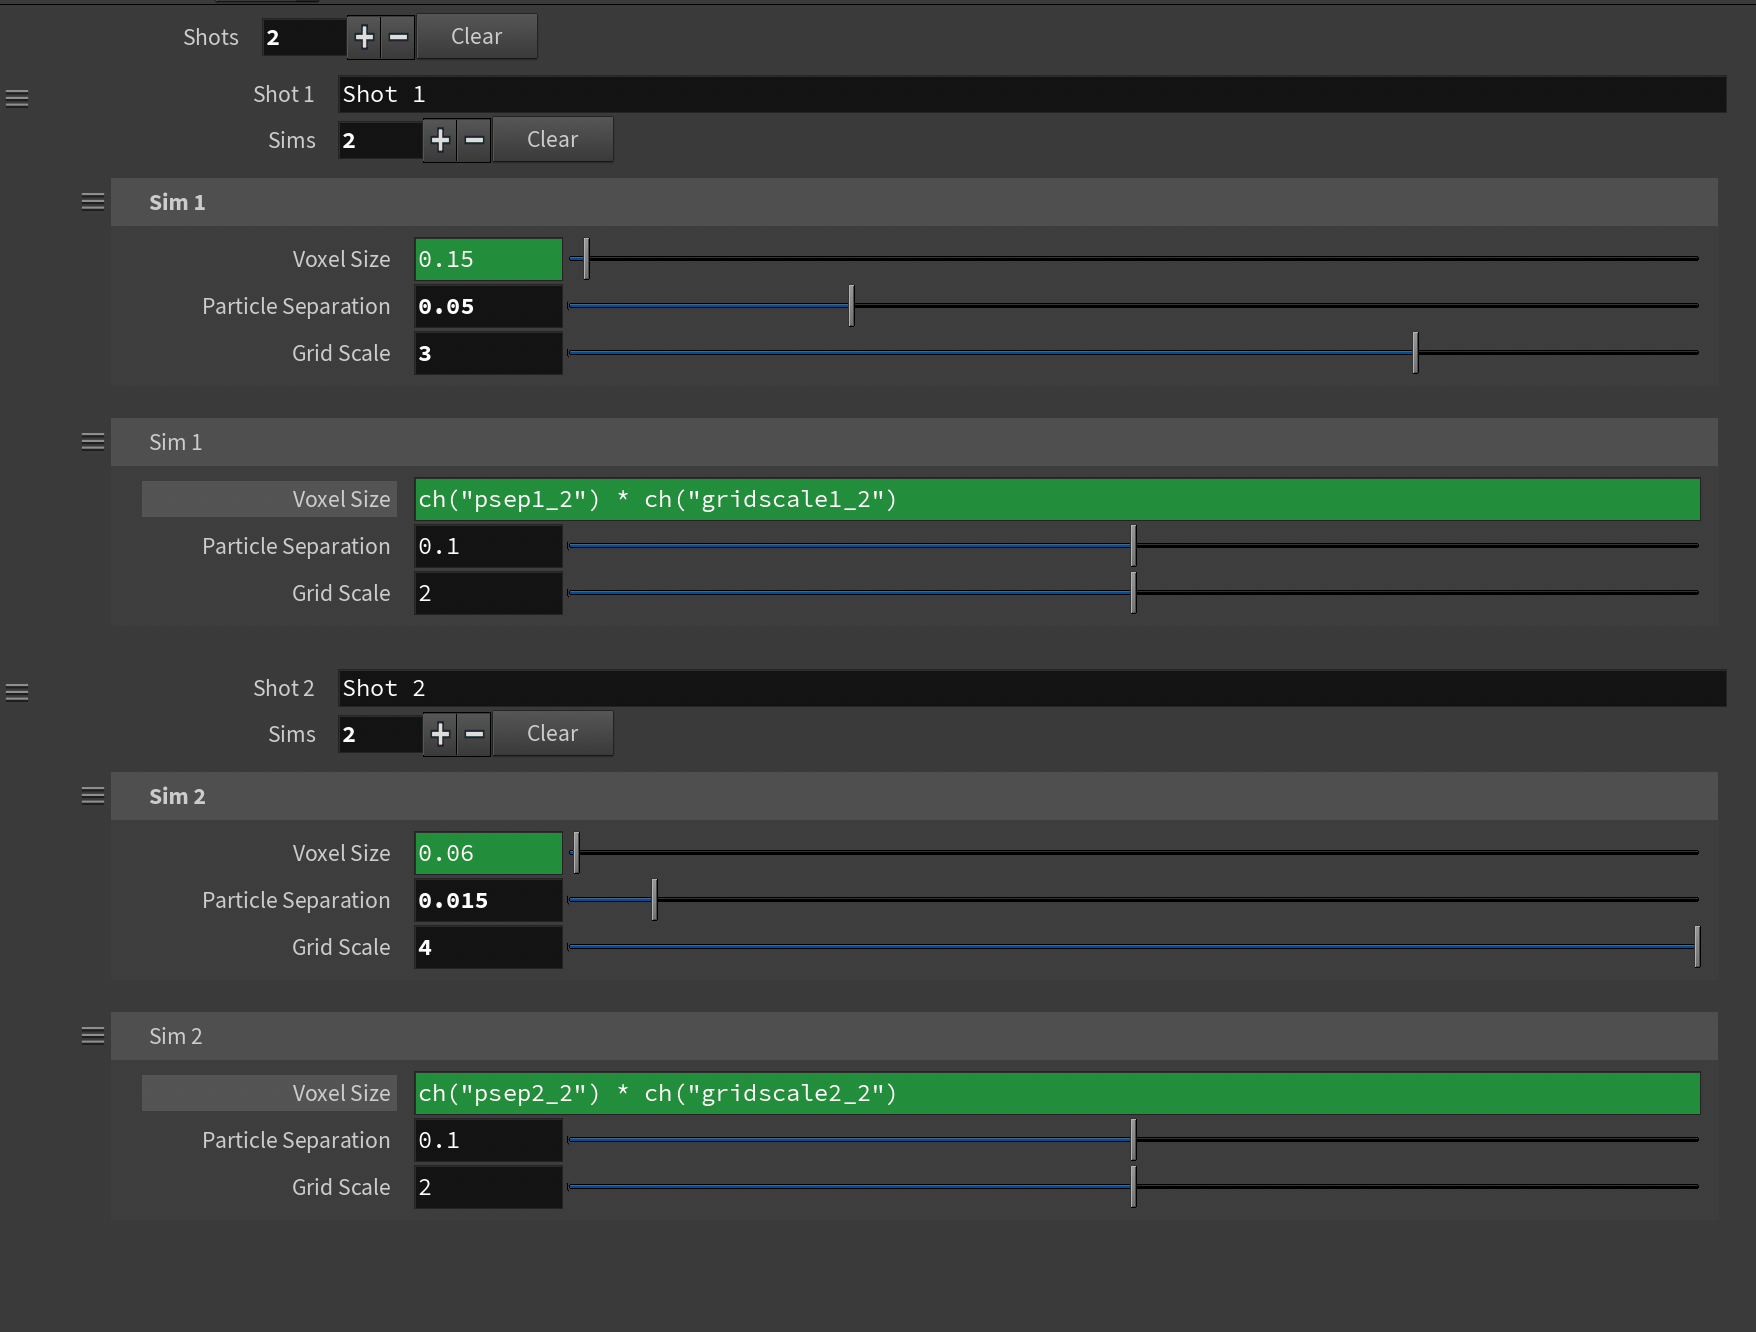 Shots 2 Clear
Shot 1 Shot 1
Sims 2 Clear
Sim 1
Voxel Size 0.15
Particle Separation 0.05
Grid Scale 3
Sim 1
Voxel Size ch("psep1_2") * ch("gridscale1_2")
Particle Separation 0.1
Grid Scale 2
Shot 2 Shot 2
Sims 2 Clear
Sim 2
Voxel Size 0.06
Particle Separation 0.015
Grid Scale 4
Sim 2
Voxel Size ch("psep2_2") * ch("gridscale2_2")
Particle Separation 0.1
Grid Scale 2